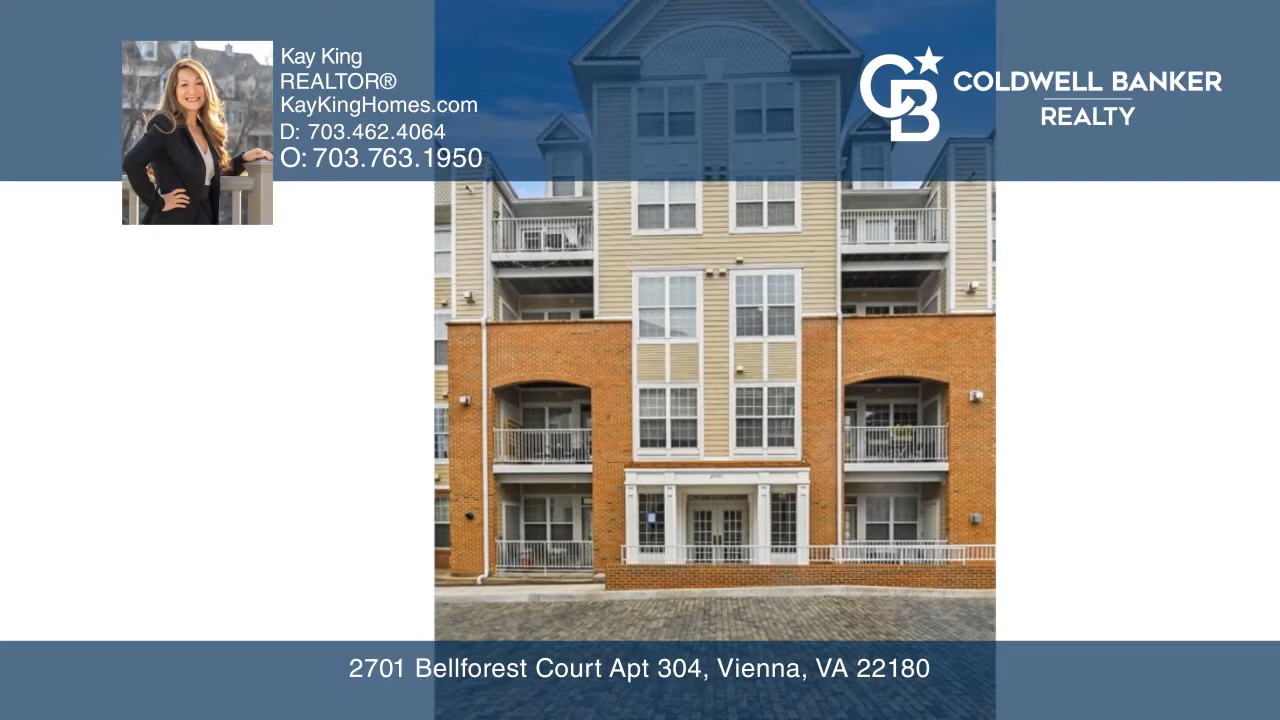 Kay King
REALTOR®
KayKingHomes.com
D: 703.462.4064
O: 703.763.1950
CB
COLDWELL BANKER
REALTY
2701 Bellforest Court Apt 304, Vienna, VA 22180